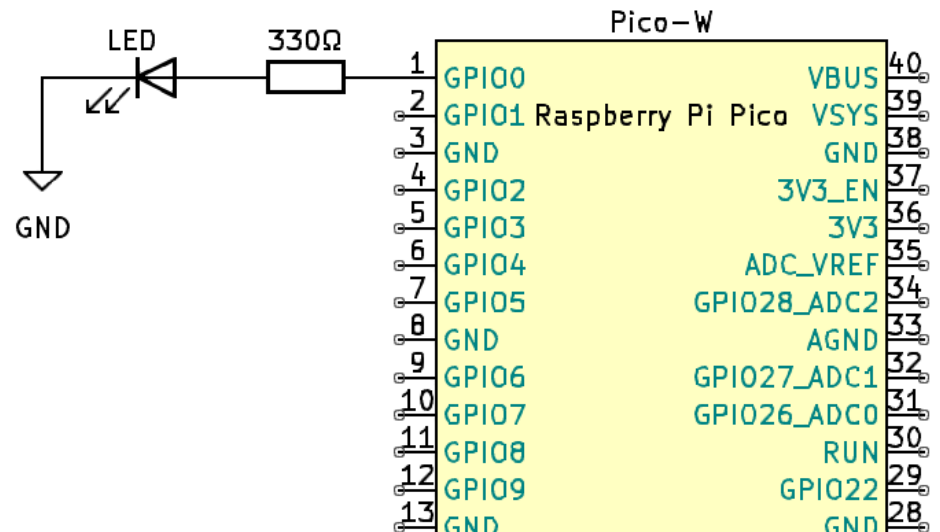 Pico-W
LED
330Ω
1 GPIO0 VBUS 40
2 GPIO1 Raspberry Pi Pico VSYS 39
3 GND GND 38
4 GPIO2 3V3_EN 37
5 GPIO3 3V3 36
6 GPIO4 ADC_VREF 35
7 GPIO5 GPIO28_ADC2 34
8 GND AGND 33
9 GPIO6 GPIO27_ADC1 32
10 GPIO7 GPIO26_ADC0 31
11 GPIO8 RUN 30
12 GPIO9 GPIO22 29
13 GND GND 28
GND